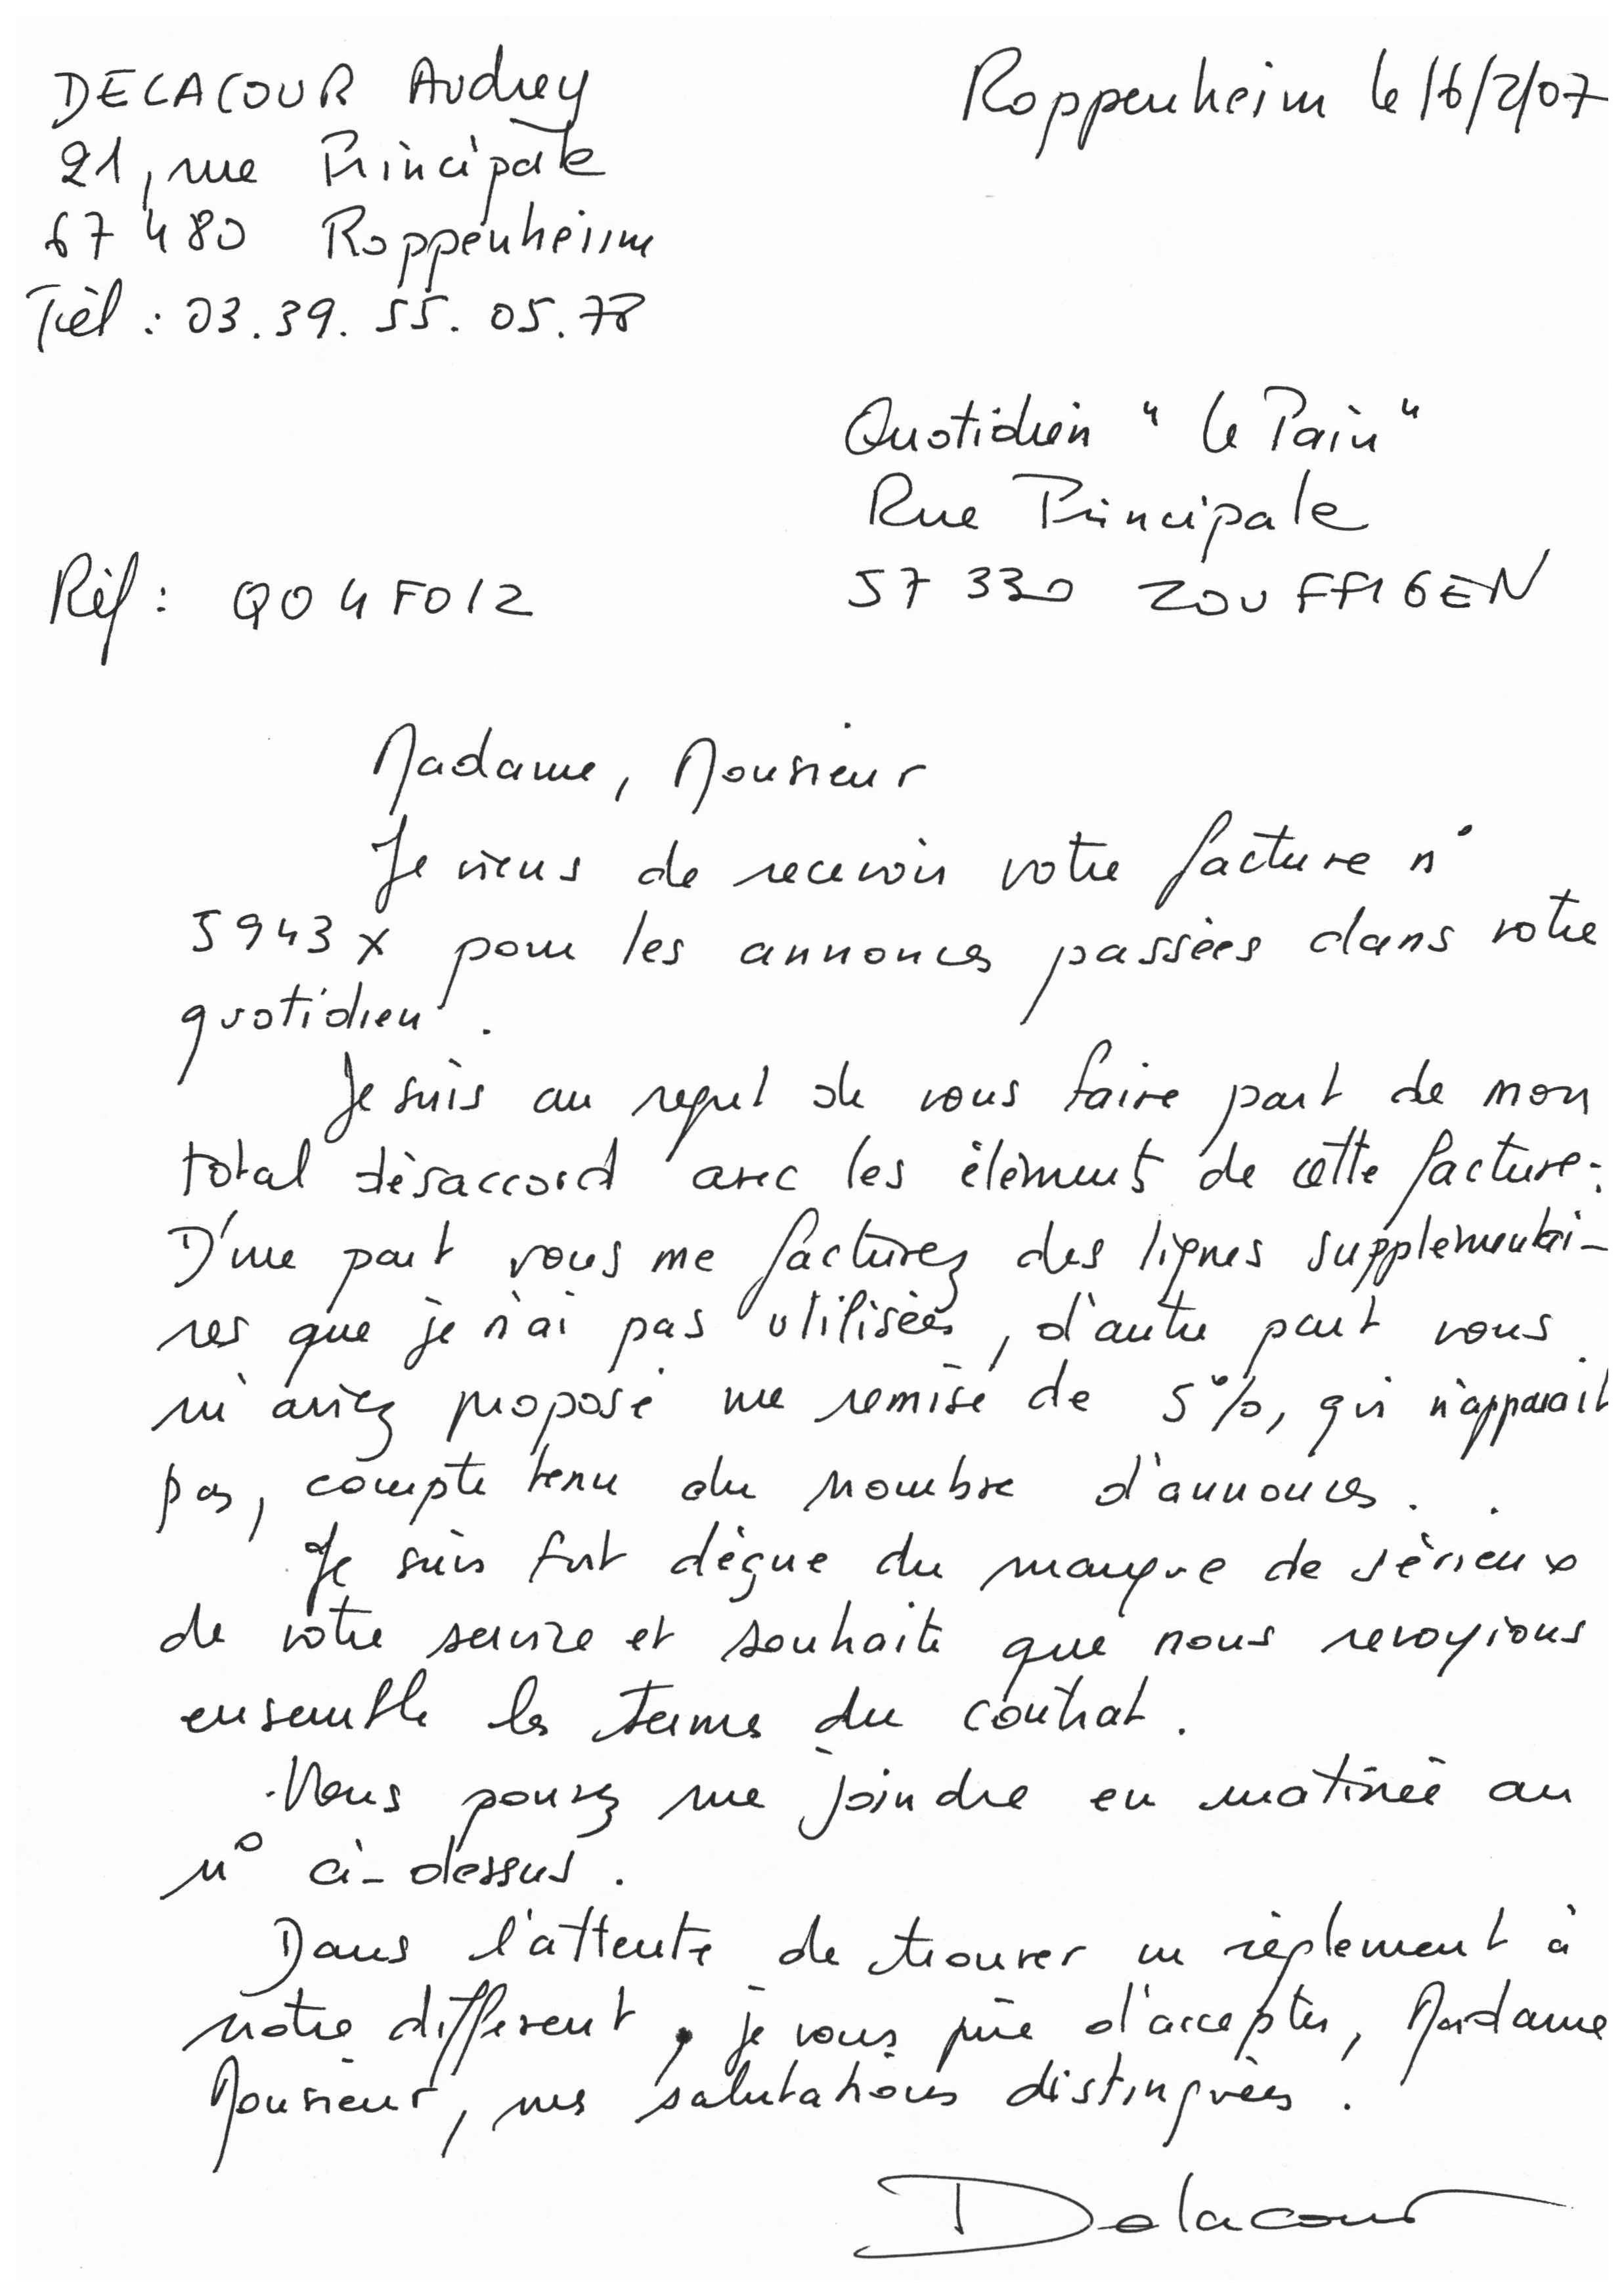 DELACOUR Audrey
Roppenheim le 16/2/07
21, rue Principale
67 480 Roppenheim
Tél : 03.39.55.05.78
Quotidien "Le Pain"
Rue Principale
57 330 ZOUFFTGEN
Réf : QO4F012
Madame, Monsieur
Je viens de recevoir votre facture n°
5943x pour les annonces passées dans votre
quotidien.
Je suis au regret de vous faire part de mon
total désaccord avec les éléments de cette facture :
D'une part vous me facturez des lignes supplémentai-
res que je n'ai pas utilisées, d'autre part vous
m'aviez proposé une remise de 5%, qui n'apparait
pas, compte tenu du nombre d'annonces.
Je suis fort déçue du manque de sérieux
de votre service et souhaite que nous revoyions
ensemble les termes du contrat.
Vous pouvez me joindre en matinée au
n° ci-dessus.
Dans l'attente de trouver un règlement à
notre différent, je vous prie d'accepter, Madame
Monsieur, mes salutations distinguées.
Delacour